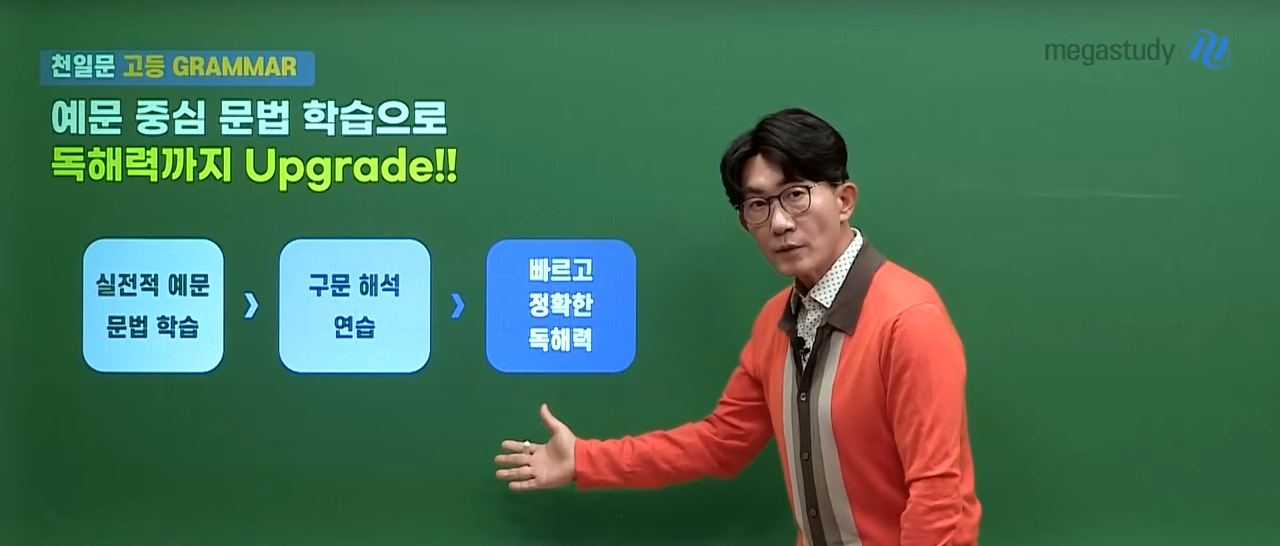 천일문 고등 GRAMMAR
megastudy
예문 중심 문법 학습으로
독해력까지 Upgrade!!
실전적 예문
문법 학습
구문 해석
연습
빠르고
정확한
독해력